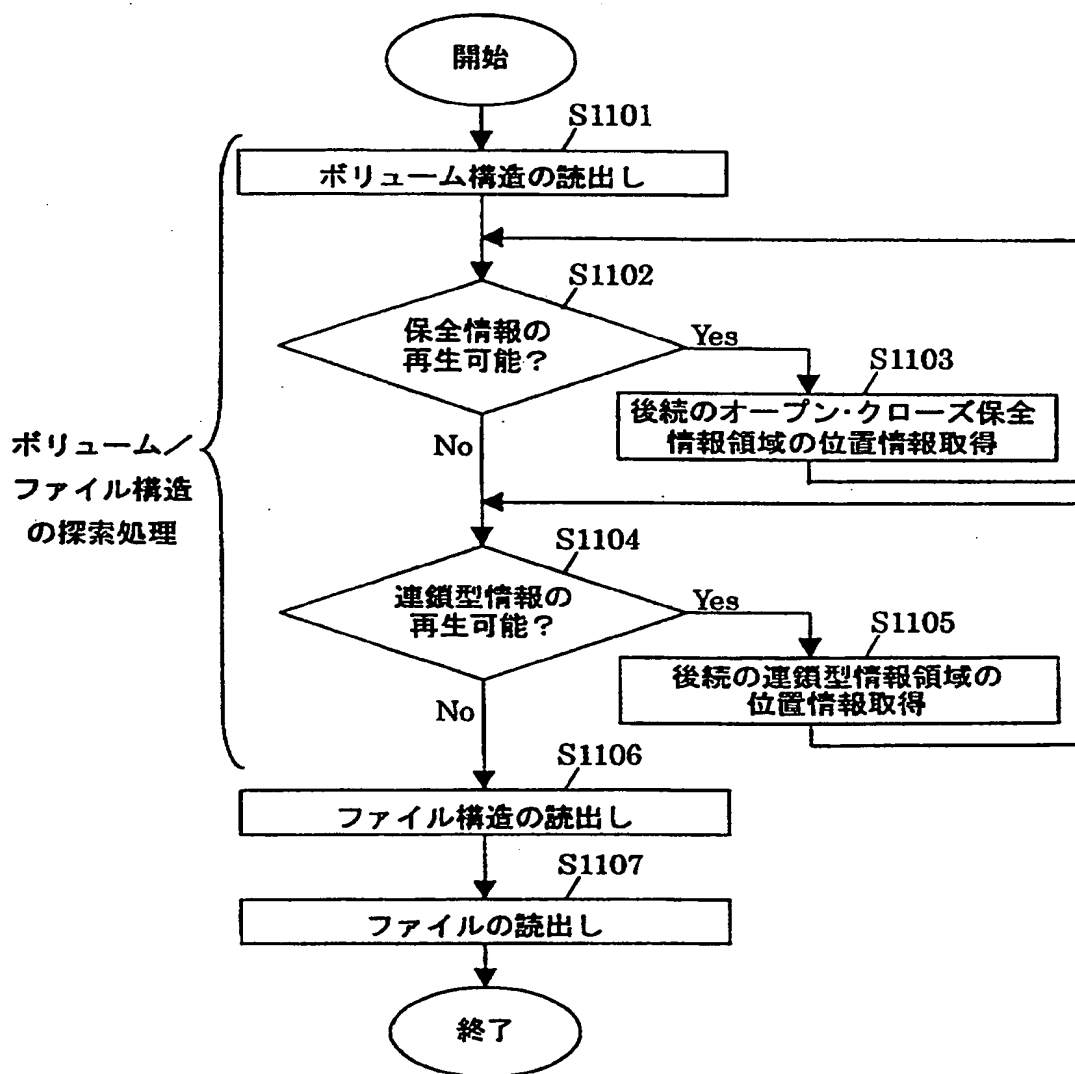 開始
S1101
ボリューム構造の読出し
S1102
保全情報の
再生可能?
Yes
S1103
後続のオープン・クローズ保全
情報領域の位置情報取得
No
ボリューム/
ファイル構造
の探索処理
S1104
連鎖型情報の
再生可能?
Yes
S1105
後続の連鎖型情報領域の
位置情報取得
No
S1106
ファイル構造の読出し
S1107
ファイルの読出し
終了